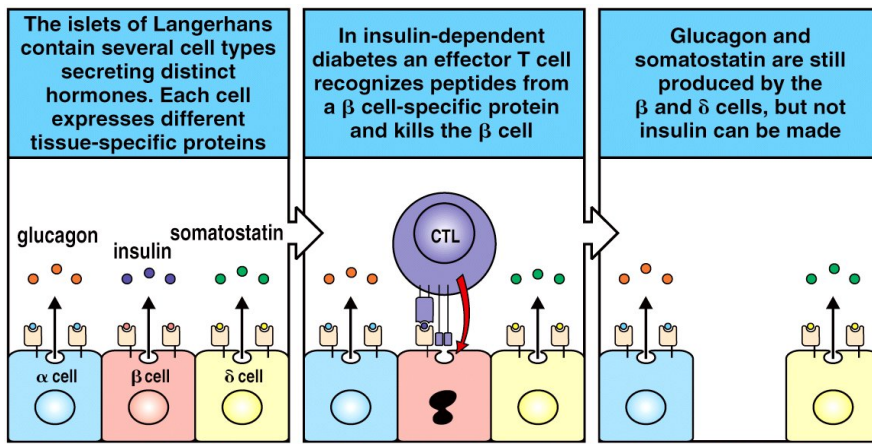 The islets of Langerhans
contain several cell types
secreting distinct
hormones. Each cell
expresses different
tissue-specific proteins
In insulin-dependent
diabetes an effector T cell
recognizes peptides from
a β cell-specific protein
and kills the β cell
Glucagon and
somatostatin are still
produced by the
β and δ cells, but not
insulin can be made
glucagon
insulin
somatostatin
α cell
β cell
δ cell
CTL